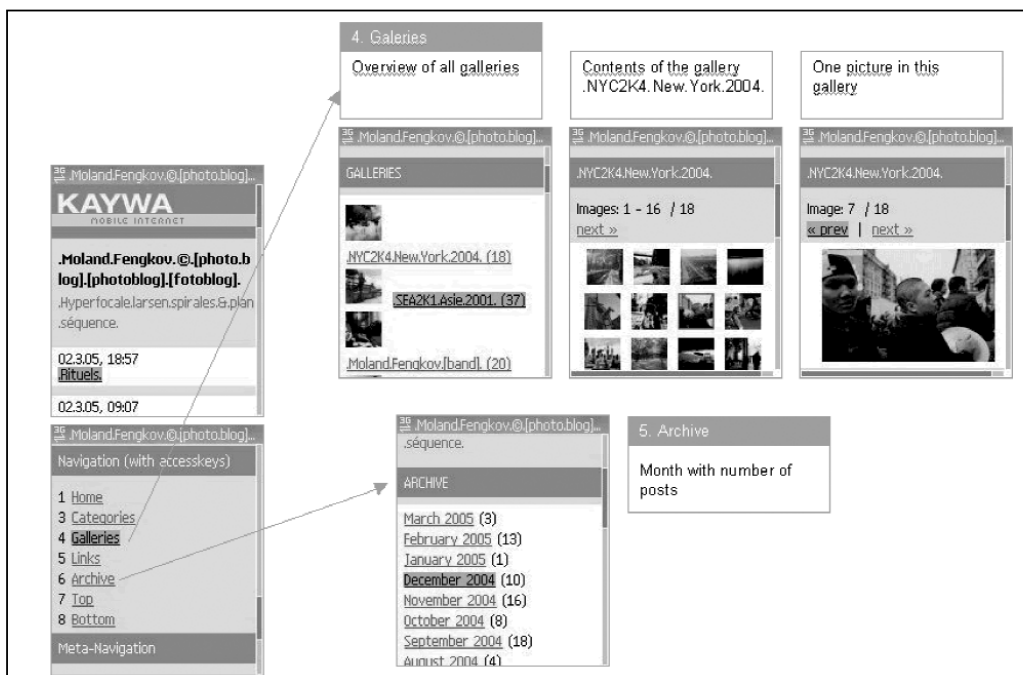 4. Galeries
Overview of all galleries
Contents of the gallery
.NYC2K4.New.York.2004.
One picture in this
gallery
3G .Moland.Fengkov.©.[photo.blog]...
KAYWA
MOBILE INTERNET
.Moland.Fengkov.©.[photo.b
log].[photoblog].[fotoblog].
.Hyperfocale.larsen.spirales.&.plan
.séquence.
02.3.05, 18:57
.Rituels.
02.3.05, 09:07
3G .Moland.Fengkov.©.[photo.blog]...
GALLERIES
.NYC2K4.New.York.2004. (18)
.SEA2K1.Asie.2001. (37)
.Moland.Fengkov.[band]. (20)
3G .Moland.Fengkov.©.[photo.blog]...
.NYC2K4.New.York.2004.
Images: 1 - 16 / 18
next »
3G .Moland.Fengkov.©.[photo.blog]...
.NYC2K4.New.York.2004.
Image: 7 / 18
« prev | next »
3G .Moland.Fengkov.©.[photo.blog]...
Navigation (with accesskeys)
1 Home
3 Categories
4 Galleries
5 Links
6 Archive
7 Top
8 Bottom
Meta-Navigation
3G .Moland.Fengkov.©.[photo.blog]...
.séquence.
ARCHIVE
March 2005 (3)
February 2005 (13)
January 2005 (1)
December 2004 (10)
November 2004 (16)
October 2004 (8)
September 2004 (18)
August 2004 (4)
5. Archive
Month with number of
posts